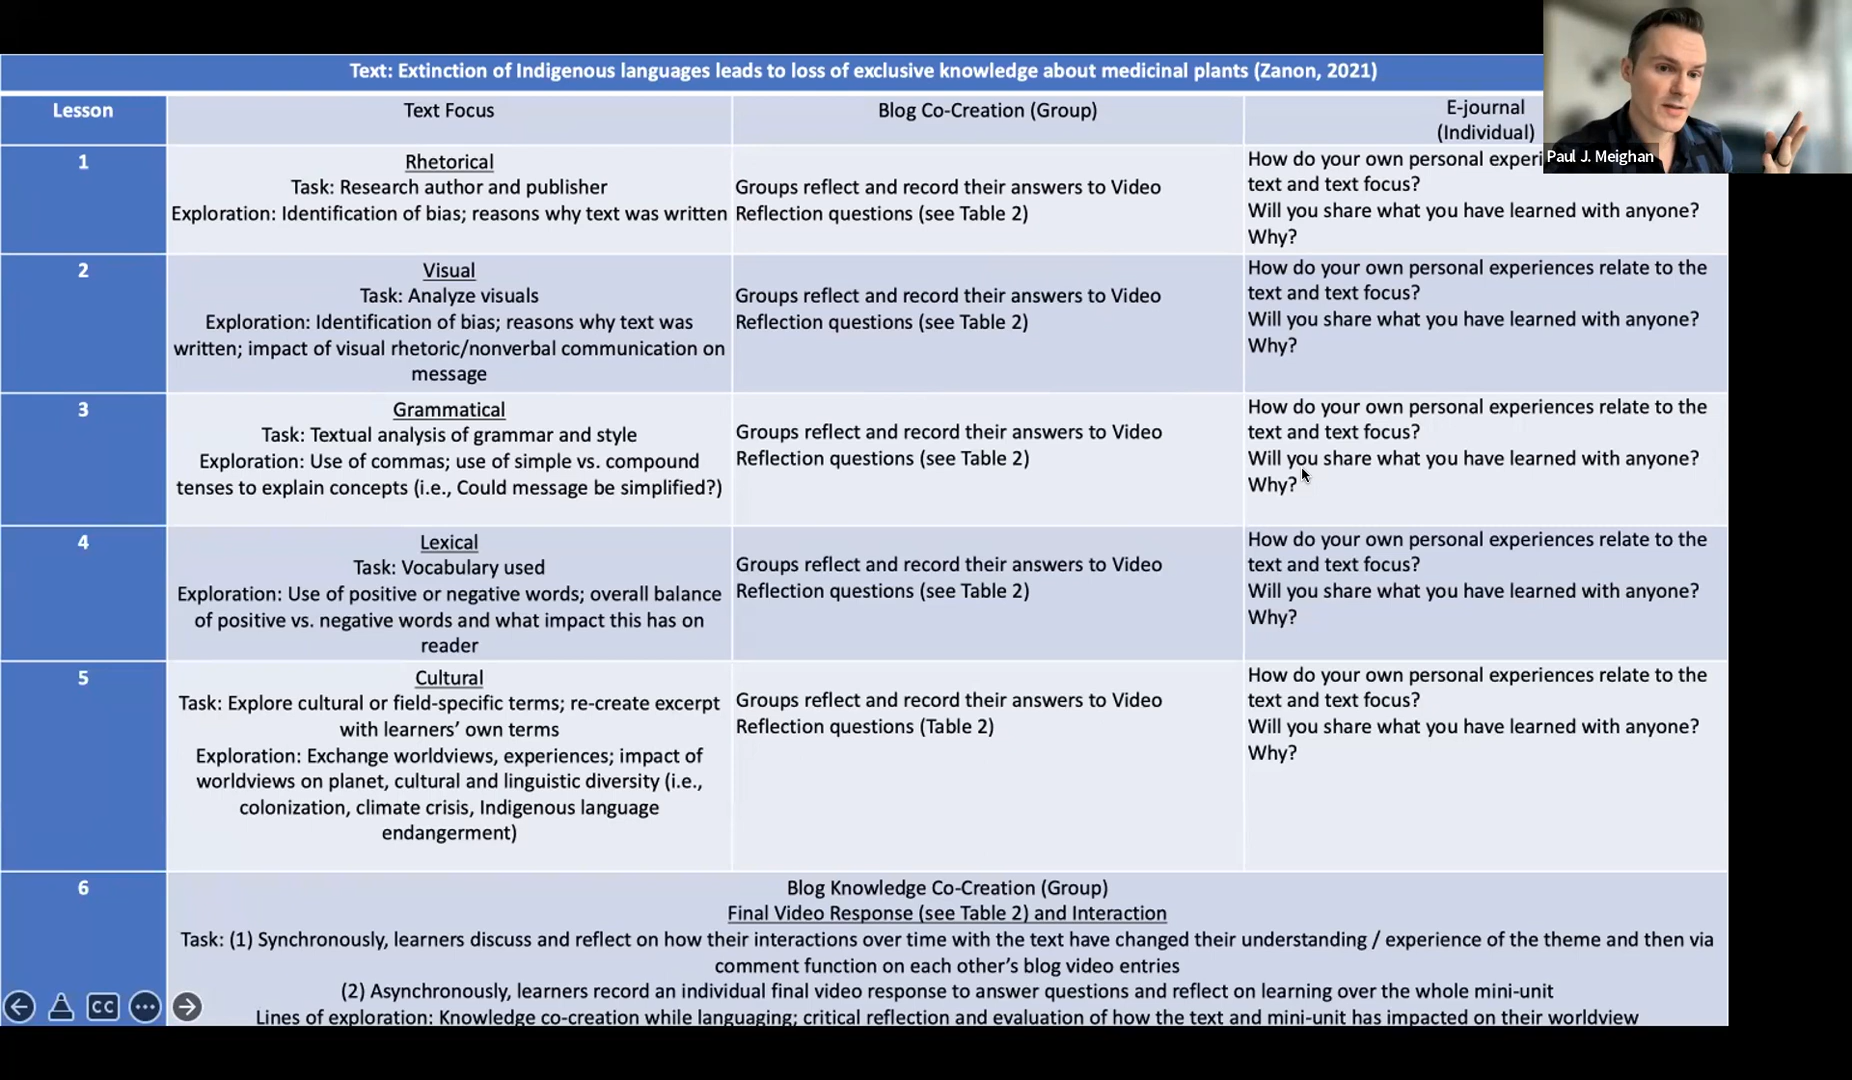 Text: Extinction of Indigenous languages leads to loss of exclusive knowledge about medicinal plants (Zanon, 2021)
Lesson
Text Focus
Blog Co-Creation (Group)
E-journal
(Individual)
Paul J. Meighan
1
Rhetorical
Task: Research author and publisher
Exploration: Identification of bias; reasons why text was written
Groups reflect and record their answers to Video
Reflection questions (see Table 2)
How do your own personal
text and text focus?
Will you share what you have learned with anyone?
Why?
2
Visual
Task: Analyze visuals
Exploration: Identification of bias; reasons why text was
written; impact of visual rhetoric/nonverbal communication on
message
Groups reflect and record their answers to Video
Reflection questions (see Table 2)
How do your own personal experiences relate to the
text and text focus?
Will you share what you have learned with anyone?
Why?
3
Grammatical
Task: Textual analysis of grammar and style
Exploration: Use of commas; use of simple vs. compound
tenses to explain concepts (i.e., Could message be simplified?)
Groups reflect and record their answers to Video
Reflection questions (see Table 2)
How do your own personal experiences relate to the
text and text focus?
Will you share what you have learned with anyone?
Why?
4
Lexical
Task: Vocabulary used
Exploration: Use of positive or negative words; overall balance
of positive vs. negative words and what impact this has on
reader
Groups reflect and record their answers to Video
Reflection questions (see Table 2)
How do your own personal experiences relate to the
text and text focus?
Will you share what you have learned with anyone?
Why?
5
Cultural
Task: Explore cultural or field-specific terms; re-create excerpt
with learners’ own terms
Exploration: Exchange worldviews, experiences; impact of
worldviews on planet, cultural and linguistic diversity (i.e.,
colonization, climate crisis, Indigenous language
endangerment)
Groups reflect and record their answers to Video
Reflection questions (Table 2)
How do your own personal experiences relate to the
text and text focus?
Will you share what you have learned with anyone?
Why?
6
Blog Knowledge Co-Creation (Group)
Final Video Response (see Table 2) and Interaction
Task: (1) Synchronously, learners discuss and reflect on how their interactions over time with the text have changed their understanding / experience of the theme and then via
comment function on each other’s blog video entries
(2) Asynchronously, learners record an individual final video response to answer questions and reflect on learning over the whole mini-unit
Lines of exploration: Knowledge co-creation while languaging; critical reflection and evaluation of how the text and mini-unit has impacted on their worldview
CC